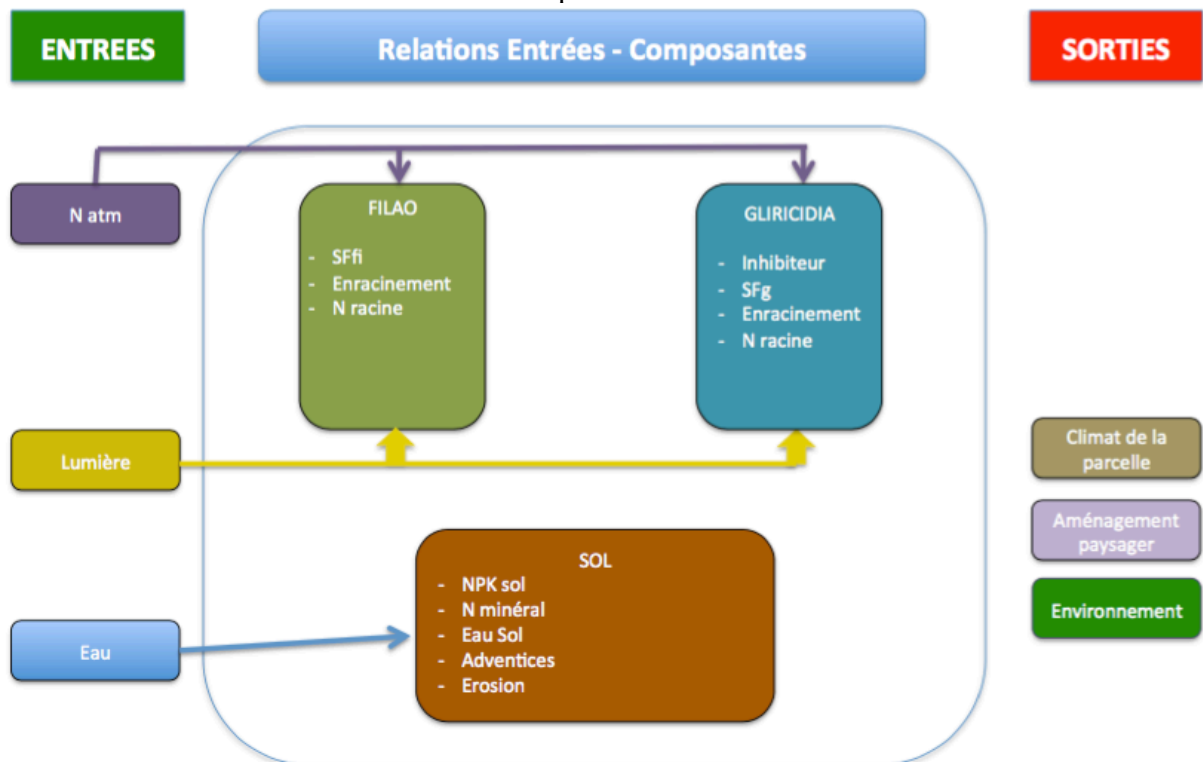 ENTREES
Relations Entrées - Composantes
SORTIES
N atm
FILAO
- SFfi
- Enracinement
- N racine
GLIRICIDIA
- Inhibiteur
- SFg
- Enracinement
- N racine
Lumière
Climat de la
parcelle
Aménagement
paysager
Environnement
SOL
- NPK sol
- N minéral
- Eau Sol
- Adventices
- Erosion
Eau